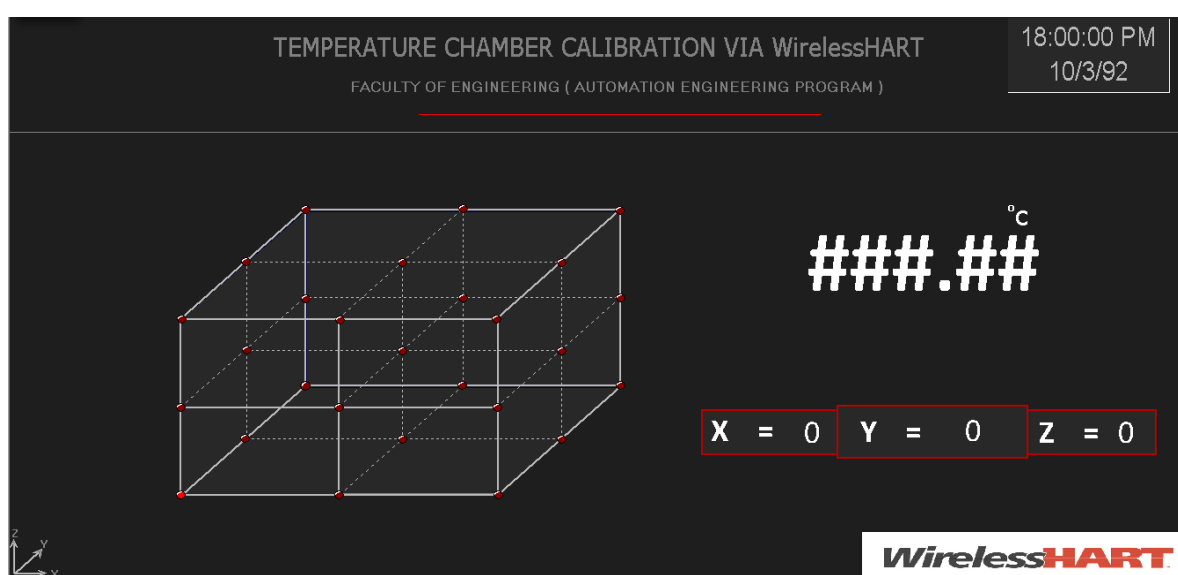 TEMPERATURE CHAMBER CALIBRATION VIA WirelessHART
FACULTY OF ENGINEERING ( AUTOMATION ENGINEERING PROGRAM )
18:00:00 PM
10/3/92
°C
###.##
X = 0 Y = 0 Z = 0
Z
Y
X
WirelessHART